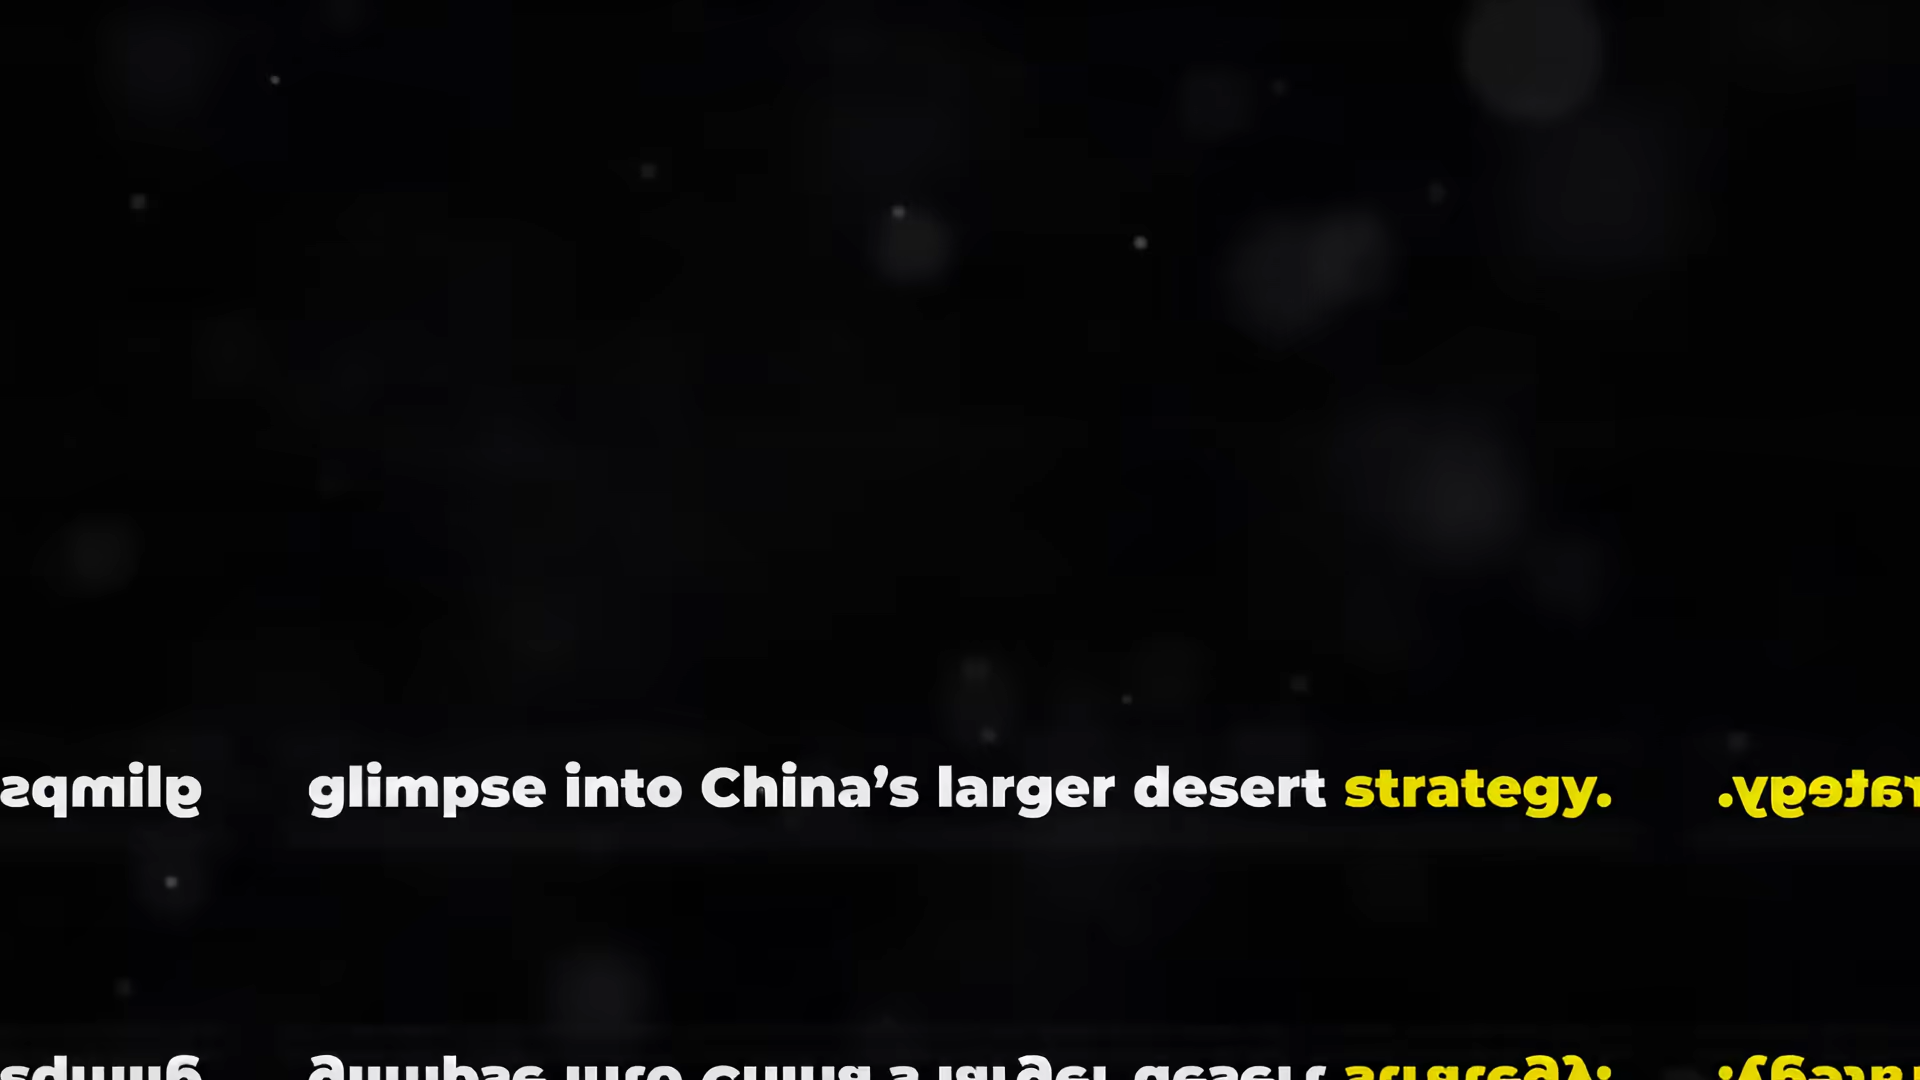 glimpse into China’s larger desert strategy.